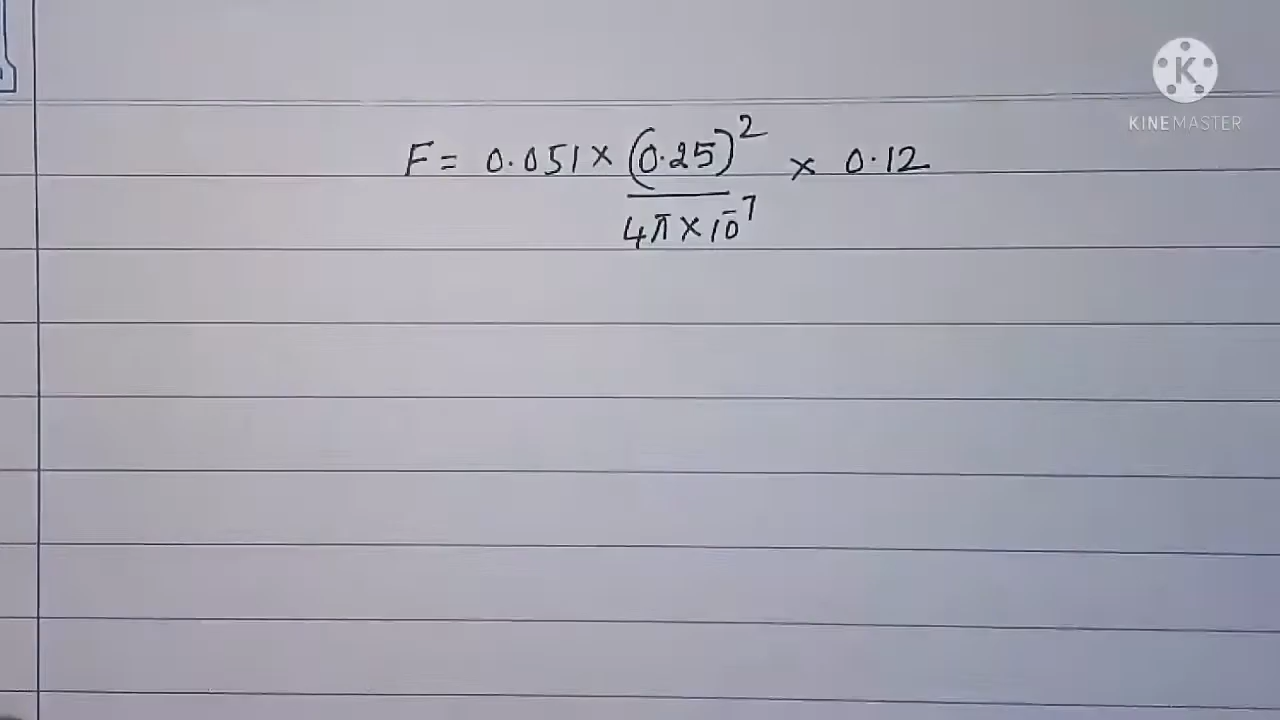 F = 0.051 × (0.25)² / 4π × 10⁻⁷ × 0.12
K
KINEMASTER